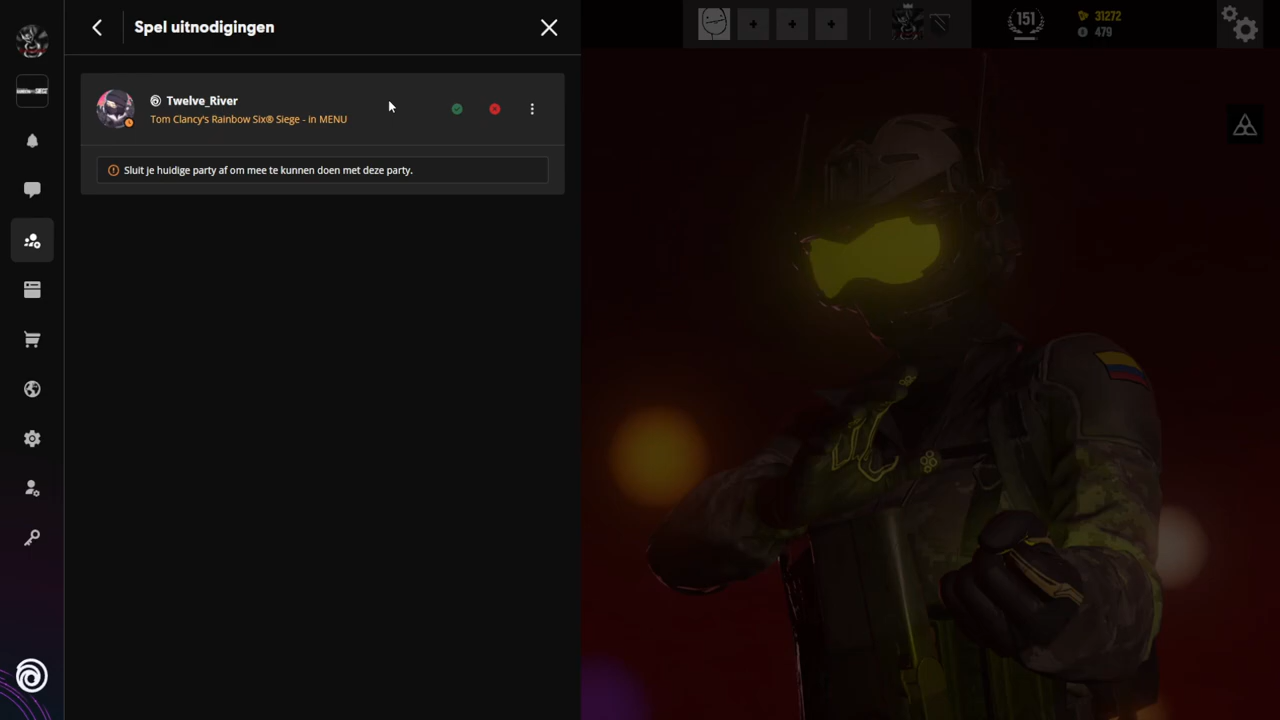 Spel uitnodigingen
Twelve_River
Tom Clancy's Rainbow Six® Siege - in MENU
Sluit je huidige party af om mee te kunnen doen met deze party.
+ + +
151
31272
479